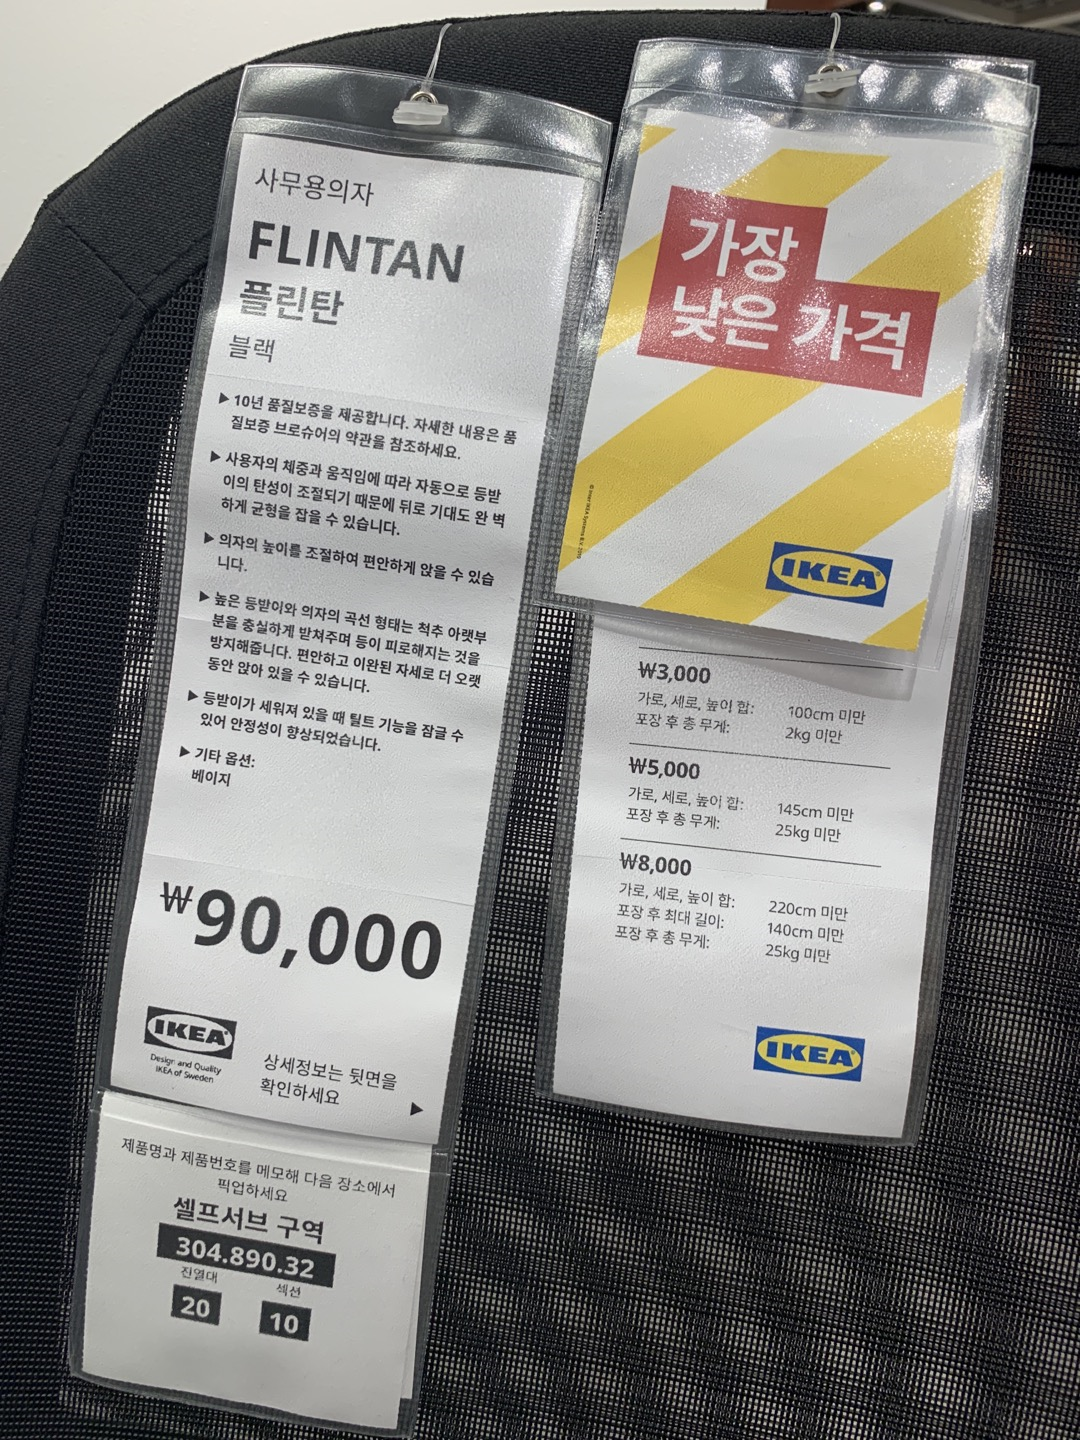 사무용의자
FLINTAN
플린탄
블랙
▶ 10년 품질보증을 제공합니다. 자세한 내용은 품
질보증 브로슈어의 약관을 참조하세요.
▶ 사용자의 체중과 움직임에 따라 자동으로 등받
이의 탄성이 조절되기 때문에 뒤로 기대도 완 벽
하게 균형을 잡을 수 있습니다.
▶ 의자의 높이를 조절하여 편안하게 앉을 수 있습
니다.
▶ 높은 등받이와 의자의 곡선 형태는 척추 아랫부
분을 충실하게 받쳐주며 등이 피로해지는 것을
방지해줍니다. 편안하고 이완된 자세로 더 오랫
동안 앉아 있을 수 있습니다.
▶ 등받이가 세워져 있을 때 틸트 기능을 잠글 수
있어 안정성이 향상되었습니다.
▶ 기타 옵션:
베이지
₩90,000
IKEA
Design and Quality
IKEA of Sweden
상세정보는 뒷면을
확인하세요
▶
제품명과 제품번호를 메모해 다음 장소에서
픽업하세요
셀프서브 구역
304.890.32
진열대 섹션
20 10
가장
낮은 가격
© Inter IKEA Systems B.V. 2019
IKEA
₩3,000
가로, 세로, 높이 합: 100cm 미만
포장 후 총 무게: 2kg 미만
₩5,000
가로, 세로, 높이 합: 145cm 미만
포장 후 총 무게: 25kg 미만
₩8,000
가로, 세로, 높이 합: 220cm 미만
포장 후 최대 길이: 140cm 미만
포장 후 총 무게: 25kg 미만
IKEA